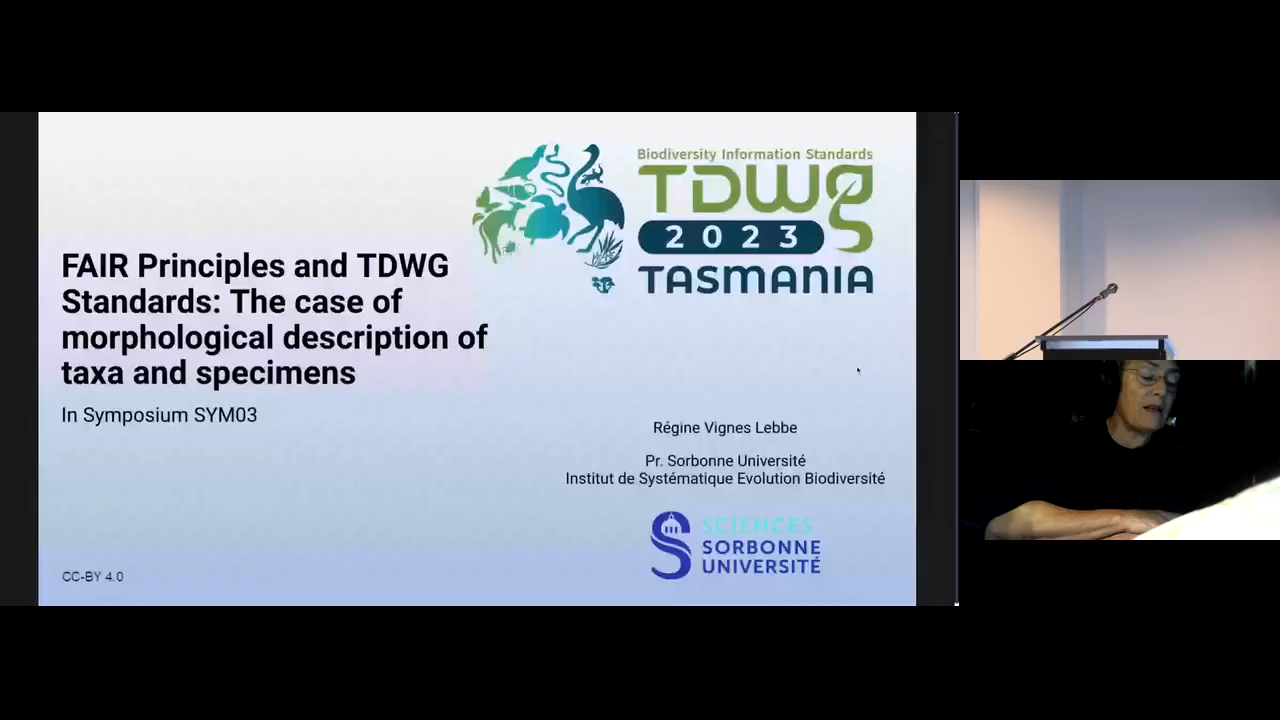 Biodiversity Information Standards
TDWG
2023
TASMANIA
FAIR Principles and TDWG
Standards: The case of
morphological description of
taxa and specimens
In Symposium SYM03
Régine Vignes Lebbe
Pr. Sorbonne Université
Institut de Systématique Evolution Biodiversité
SCIENCES
SORBONNE
UNIVERSITÉ
CC-BY 4.0